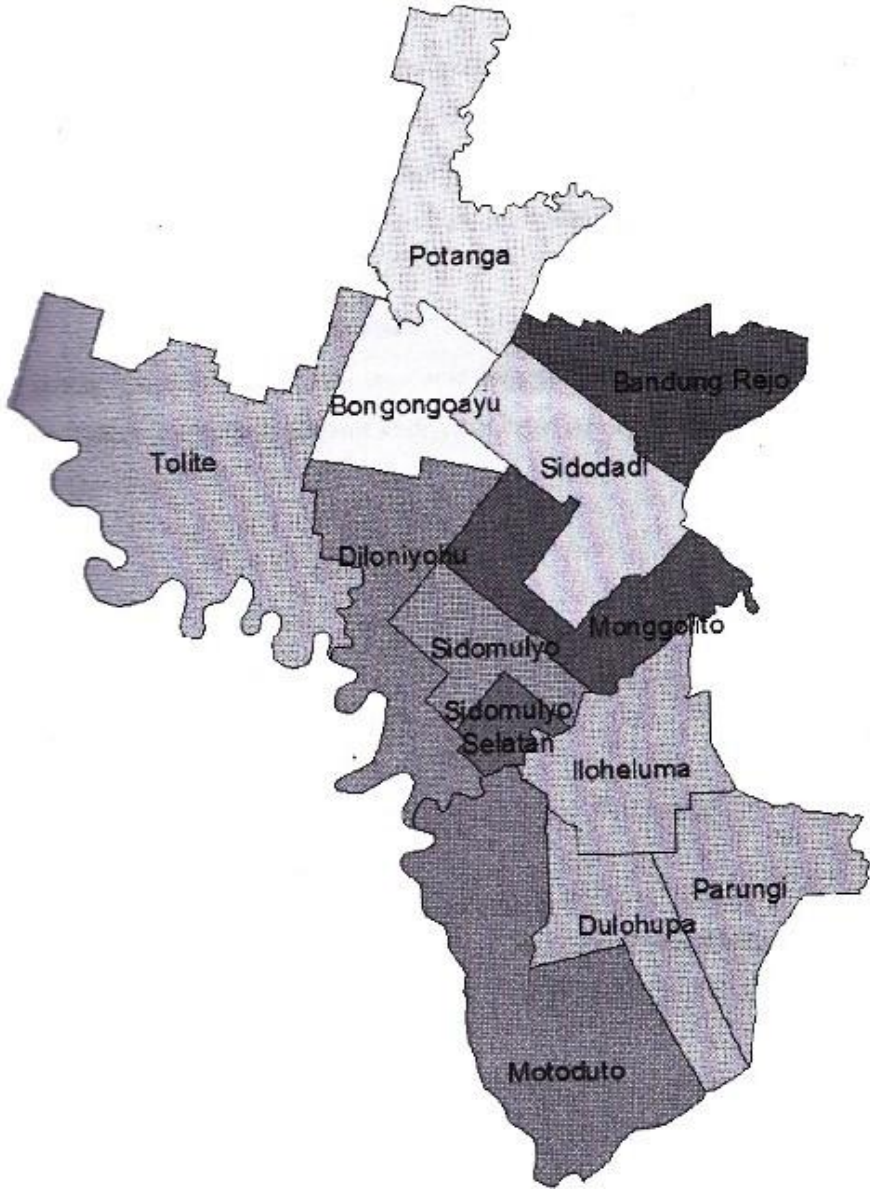 Potanga
Bandung Rejo
Bongongoayu
Tolite
Sidodadi
Diloniyohu
Monggolito
Sidomulyo
Sidomulyo
Selatan
Iloheluma
Parungi
Dulohupa
Motoduto